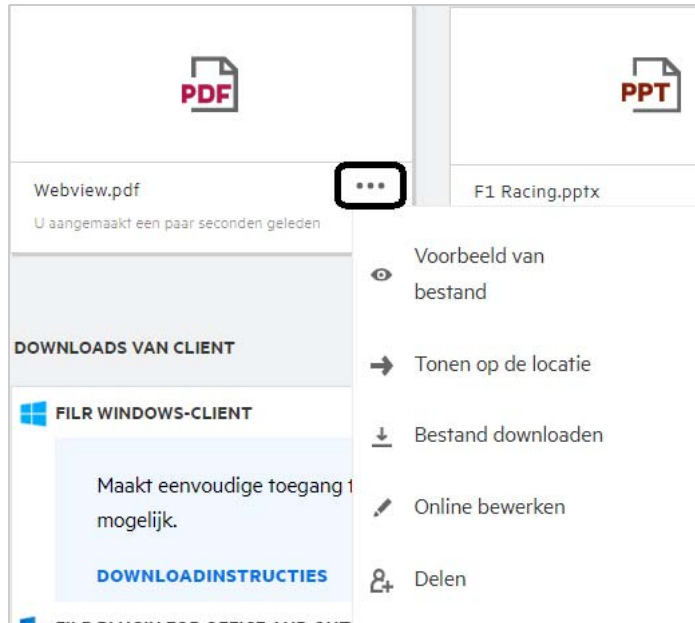 PDF
PPT
Webview.pdf
F1 Racing.pptx
U aangemaakt een paar seconden geleden
Voorbeeld van
bestand
Tonen op de locatie
Bestand downloaden
Online bewerken
Delen
DOWNLOADS VAN CLIENT
FILR WINDOWS-CLIENT
Maakt eenvoudige toegang
mogelijk.
DOWNLOADINSTRUCTIES